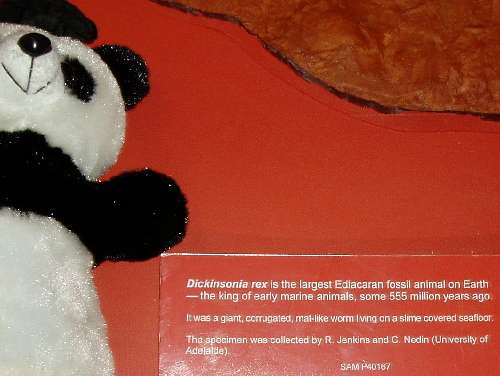 Dickinsonia rex is the largest Ediacaran fossil animal on Earth
— the king of early marine animals, some 555 million years ago.
It was a giant, corrugated, mat-like worm living on a slime covered seafloor.
The specimen was collected by R. Jenkins and C. Nedin (University of
Adelaide).
SAM P40167